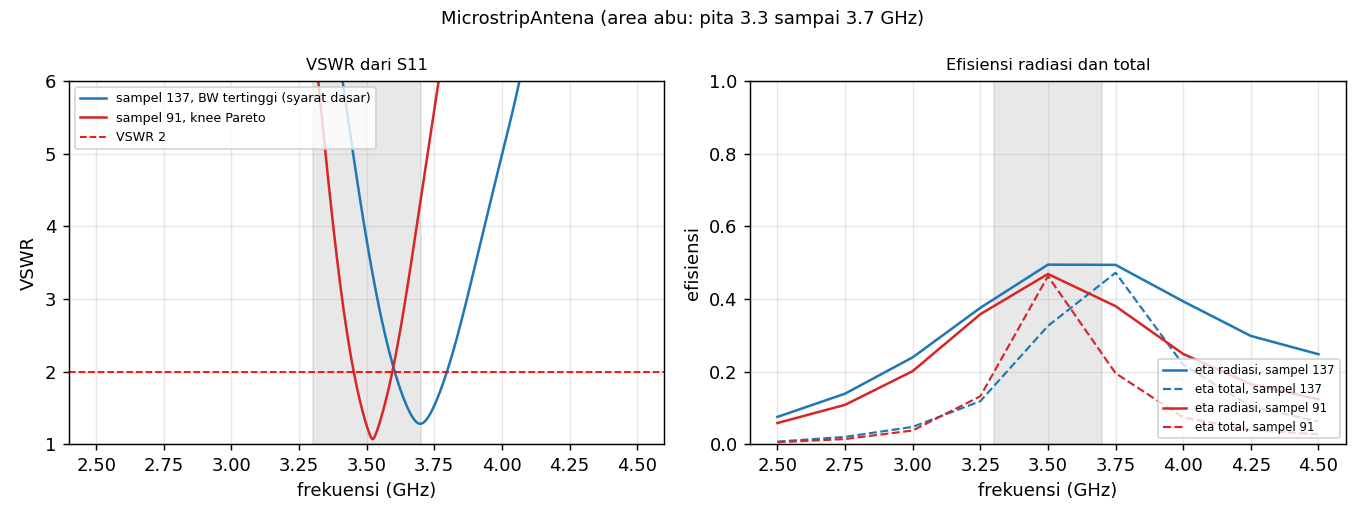 MicrostripAntena (area abu: pita 3.3 sampai 3.7 GHz)
VSWR dari S11
VSWR
6
5
4
3
2
1
sampel 137, BW tertinggi (syarat dasar)
sampel 91, knee Pareto
VSWR 2
2.50 2.75 3.00 3.25 3.50 3.75 4.00 4.25 4.50
frekuensi (GHz)
Efisiensi radiasi dan total
efisiensi
1.0
0.8
0.6
0.4
0.2
0.0
eta radiasi, sampel 137
eta total, sampel 137
eta radiasi, sampel 91
eta total, sampel 91
2.50 2.75 3.00 3.25 3.50 3.75 4.00 4.25 4.50
frekuensi (GHz)